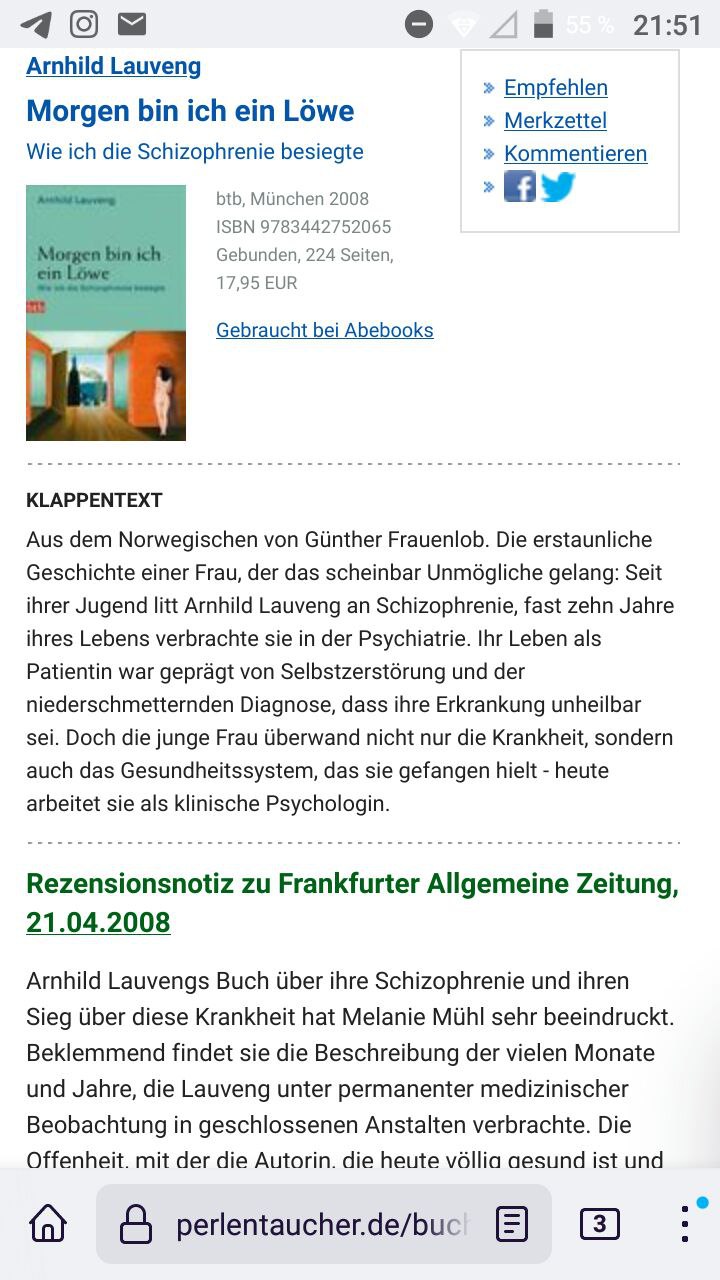 55 % 21:51
Arnhild Lauveng
Morgen bin ich ein Löwe
Wie ich die Schizophrenie besiegte
Empfehlen
Merkzettel
Kommentieren
Arnhild Lauveng
Morgen bin ich
ein Löwe
Wie ich die Schizophrenie besiegte
btb
btb, München 2008
ISBN 9783442752065
Gebunden, 224 Seiten,
17,95 EUR
Gebraucht bei Abebooks
KLAPPENTEXT
Aus dem Norwegischen von Günther Frauenlob. Die erstaunliche
Geschichte einer Frau, der das scheinbar Unmögliche gelang: Seit
ihrer Jugend litt Arnhild Lauveng an Schizophrenie, fast zehn Jahre
ihres Lebens verbrachte sie in der Psychiatrie. Ihr Leben als
Patientin war geprägt von Selbstzerstörung und der
niederschmetternden Diagnose, dass ihre Erkrankung unheilbar
sei. Doch die junge Frau überwand nicht nur die Krankheit, sondern
auch das Gesundheitssystem, das sie gefangen hielt - heute
arbeitet sie als klinische Psychologin.
Rezensionsnotiz zu Frankfurter Allgemeine Zeitung,
21.04.2008
Arnhild Lauvengs Buch über ihre Schizophrenie und ihren
Sieg über diese Krankheit hat Melanie Mühl sehr beeindruckt.
Beklemmend findet sie die Beschreibung der vielen Monate
und Jahre, die Lauveng unter permanenter medizinischer
Beobachtung in geschlossenen Anstalten verbrachte. Die
Offenheit, mit der die Autorin, die heute völlig gesund ist und
perlentaucher.de/buch
3